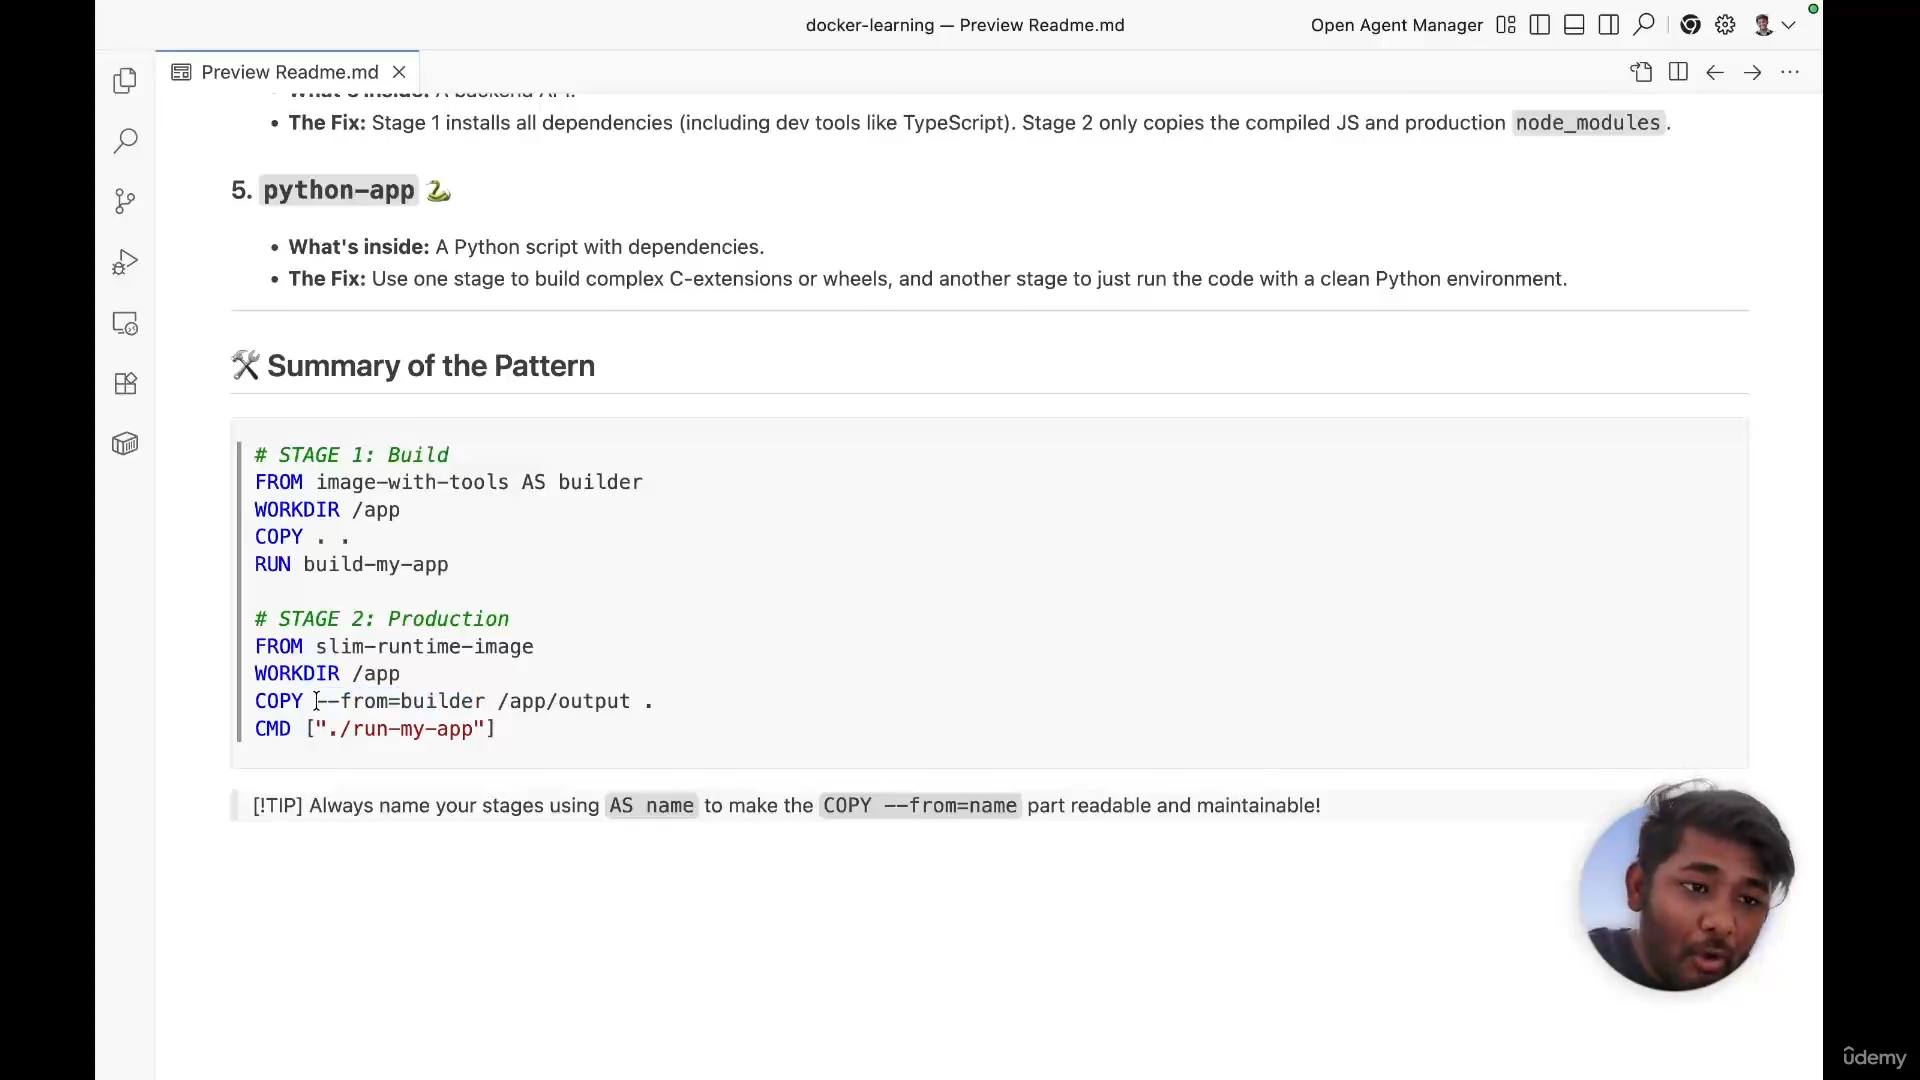 docker-learning — Preview Readme.md
Open Agent Manager
Preview Readme.md
What's inside: A backend API.
The Fix: Stage 1 installs all dependencies (including dev tools like TypeScript). Stage 2 only copies the compiled JS and production node_modules.
5. python-app 🐍
What's inside: A Python script with dependencies.
The Fix: Use one stage to build complex C-extensions or wheels, and another stage to just run the code with a clean Python environment.
🛠️ Summary of the Pattern
# STAGE 1: Build
FROM image-with-tools AS builder
WORKDIR /app
COPY . .
RUN build-my-app
# STAGE 2: Production
FROM slim-runtime-image
WORKDIR /app
COPY --from=builder /app/output .
CMD ["./run-my-app"]
[!TIP] Always name your stages using AS name to make the COPY --from=name part readable and maintainable!
ûdemy